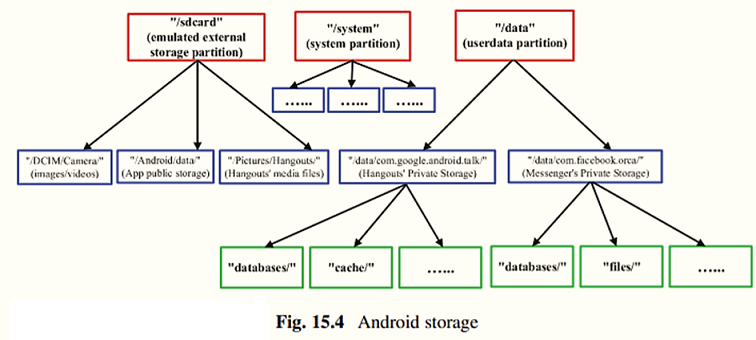 "/sdcard"
(emulated external
storage partition)
"/system"
(system partition)
"/data"
(userdata partition)
…...
…...
…...
"/DCIM/Camera/"
(images/videos)
"/Android/data/"
(App public storage)
"/Pictures/Hangouts/"
(Hangouts' media files)
"/data/com.google.android.talk/"
(Hangouts' Private Storage)
"/data/com.facebook.orca/"
(Messenger's Private Storage)
"databases/"
"cache/"
…...
"databases/"
"files/"
…...
Fig. 15.4 Android storage